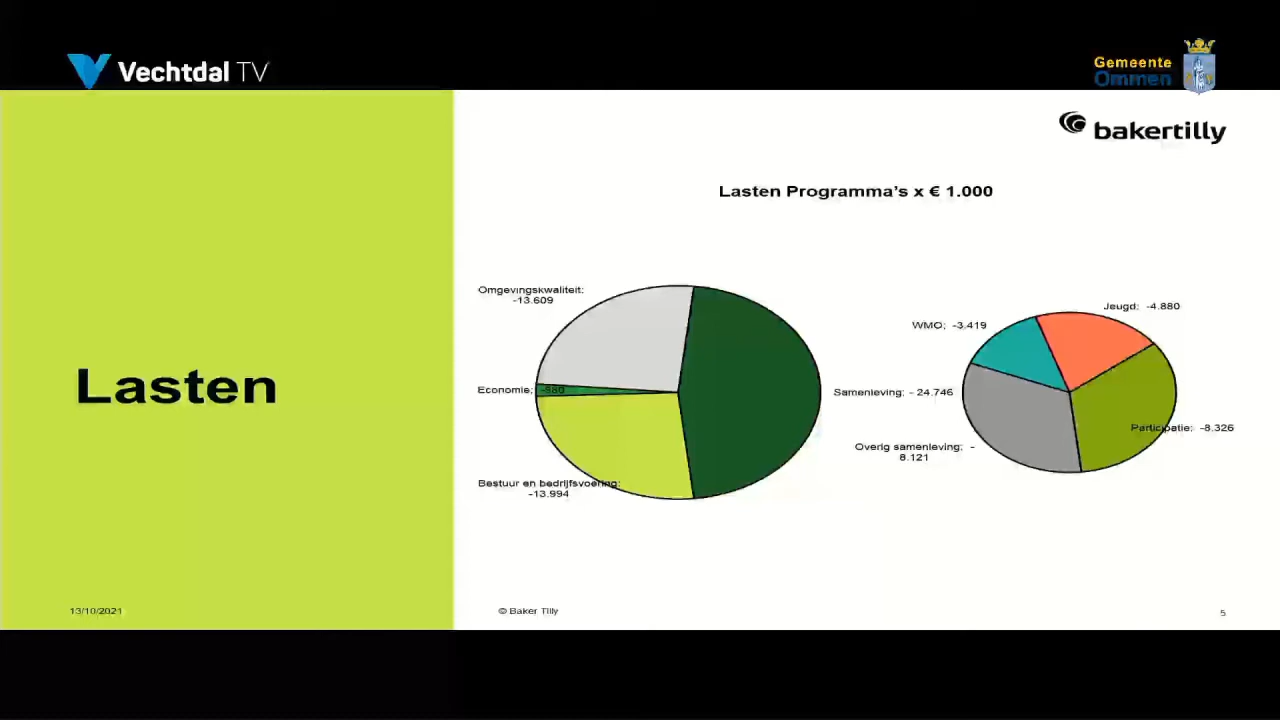 Vechtdal TV
Gemeente
Ommen
bakertilly
Lasten Programma's x € 1.000
Lasten
Omgevingskwaliteit:
-13.609
Economie;
Bestuur en bedrijfsvoering:
-13.994
Samenleving; - 24.746
Jeugd; -4.880
WMO; -3.419
Participatie; -8.326
Overig samenleving; -
8.121
13/10/2021
© Baker Tilly
5